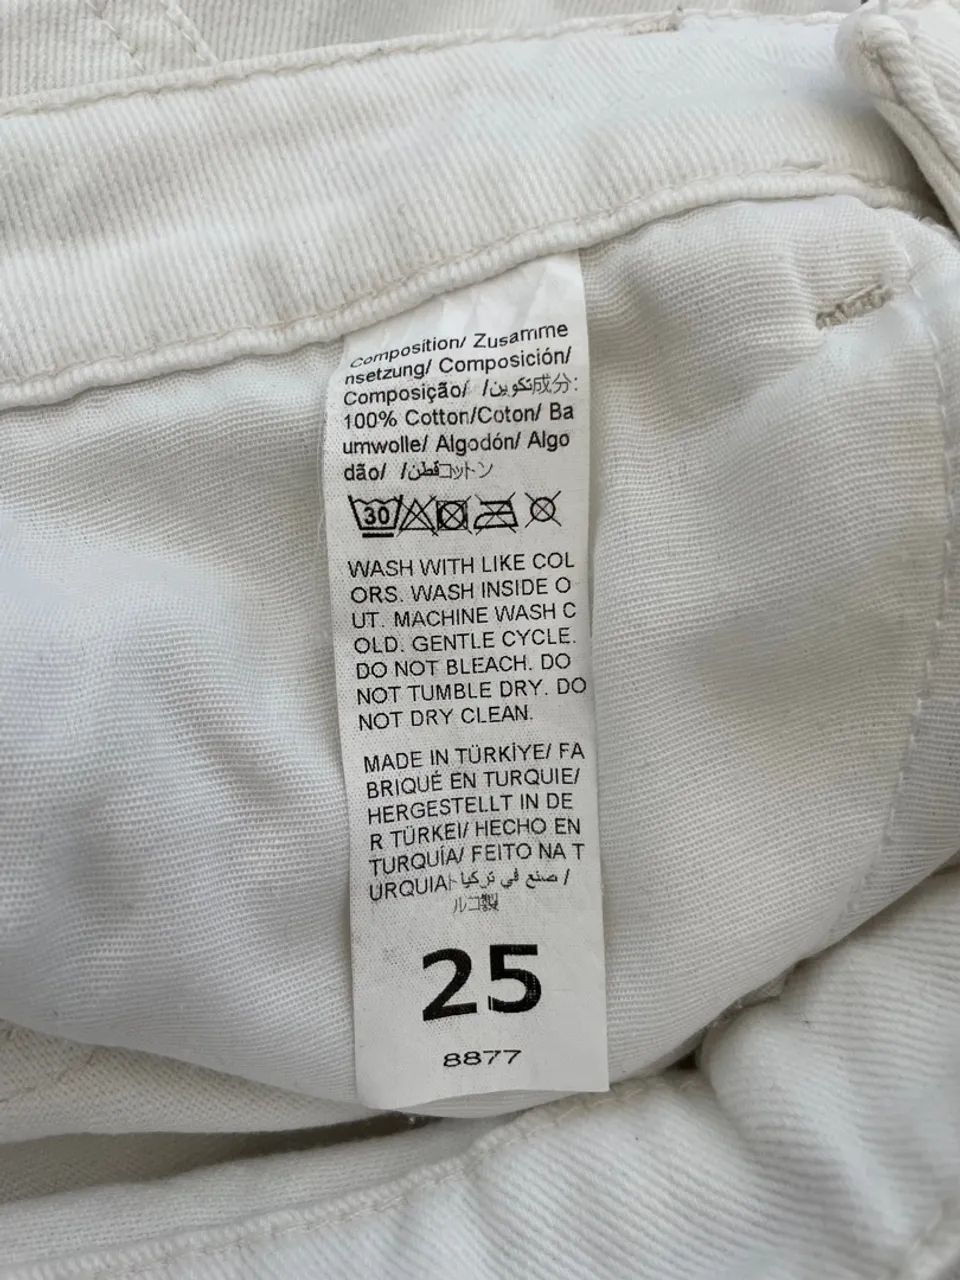 Composition/ Zusamme
nsetzung/ Composición/
Composição/ /تكوين/成分:
100% Cotton/Coton/ Ba
umwolle/ Algodón/ Algo
dão/ /قطن/コットン
30
WASH WITH LIKE COL
ORS. WASH INSIDE O
UT. MACHINE WASH C
OLD. GENTLE CYCLE.
DO NOT BLEACH. DO
NOT TUMBLE DRY. DO
NOT DRY CLEAN.
MADE IN TÜRKİYE/ FA
BRIQUÉ EN TURQUIE/
HERGESTELLT IN DE
R TÜRKEI/ HECHO EN
TURQUÍA/ FEITO NA T
URQUIA/ صنع في تركيا /ト
ルコ製
25
8877